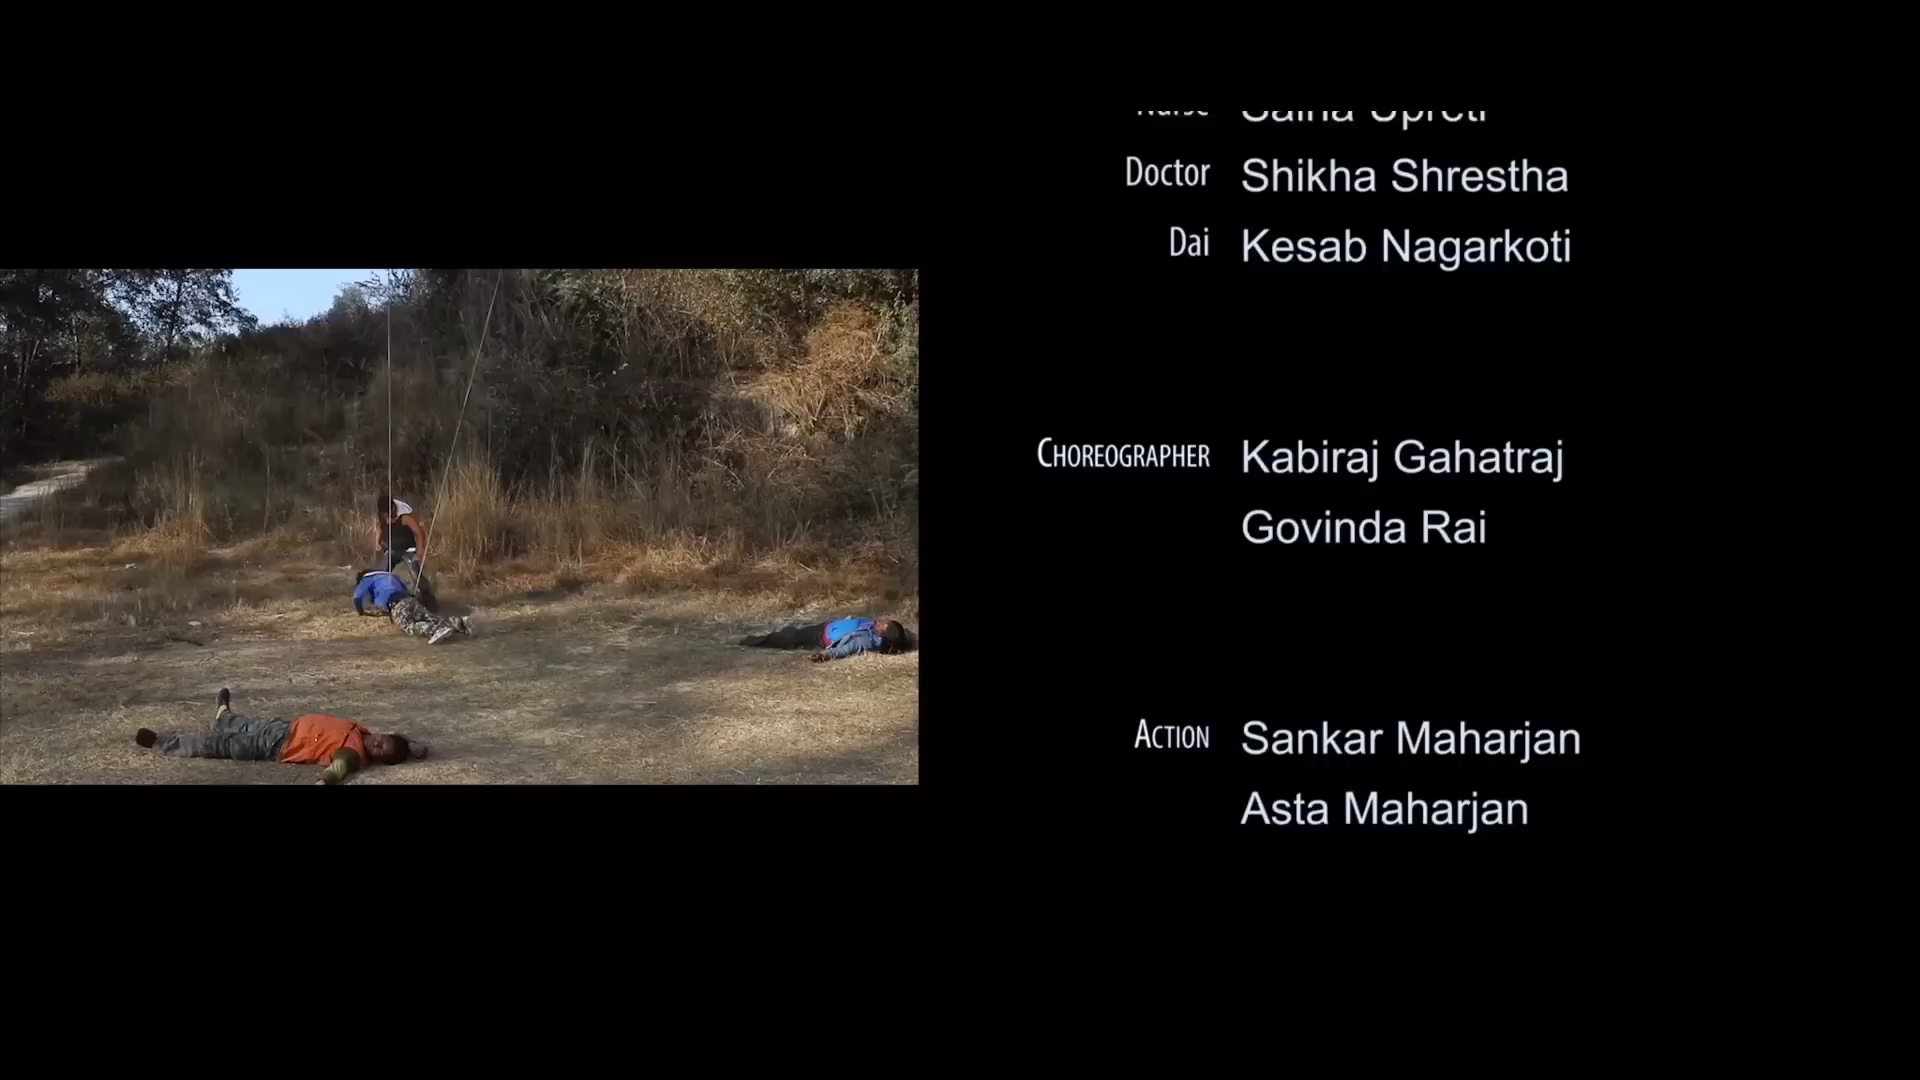 Doctor Shikha Shrestha
Dai Kesab Nagarkoti
CHOREOGRAPHER Kabiraj Gahatraj
Govinda Rai
ACTION Sankar Maharjan
Asta Maharjan